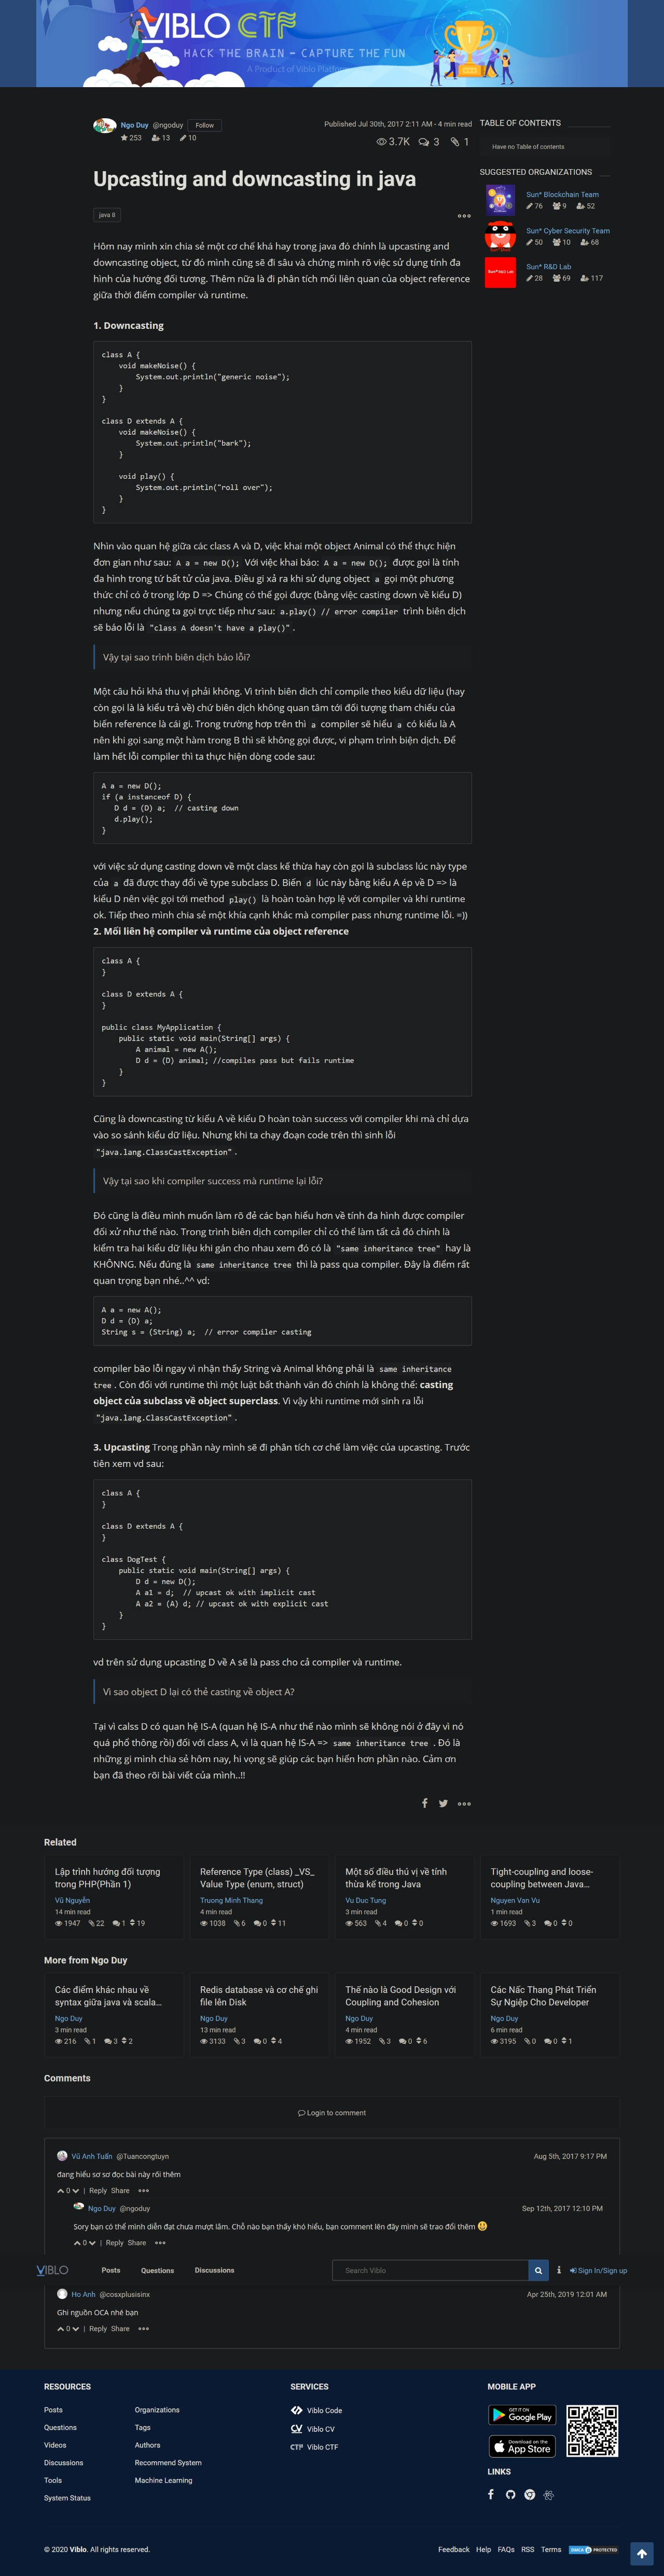 VIBLO CTF
HACK THE BRAIN - CAPTURE THE FUN
A Product of Viblo Platform
Ngo Duy @ngoduy Follow
253 13 10
Published Jul 30th, 2017 2:11 AM - 4 min read
3.7K 3 1
Upcasting and downcasting in java
java 8
Hôm nay mình xin chia sẻ một cơ chế khá hay trong java đó chính là upcasting and
downcasting object, từ đó mình cũng sẽ đi sâu và chứng minh rõ việc sử dụng tính đa
hình của hướng đối tượng. Thêm nữa là đi phân tích mối liên quan của object reference
giữa thời điểm compiler và runtime.
1. Downcasting
class A {
void makeNoise() {
System.out.println("generic noise");
}
}
class D extends A {
void makeNoise() {
System.out.println("bark");
}
void play() {
System.out.println("roll over");
}
}
Nhìn vào quan hệ giữa các class A và D, việc khai một object Animal có thể thực hiện
đơn gian như sau: A a = new D(); Với việc khai báo: A a = new D(); được goi là tính
đa hình trong tứ bất tử của java. Điều gì xả ra khi sử dụng object a gọi một phương
thức chỉ có ở trong lớp D => Chúng có thể gọi được (bằng việc casting down về kiểu D)
nhưng nếu chúng ta gọi trực tiếp như sau: a.play() // error compiler trình biên dịch
sẽ báo lỗi là "class A doesn't have a play()".
Vậy tại sao trình biên dịch báo lỗi?
Một câu hỏi khá thu vị phải không. Vì trình biên dich chỉ compile theo kiểu dữ liệu (hay
còn gọi là là kiểu trả về) chứ biên dịch không quan tâm tới đối tượng tham chiếu của
biến reference là cái gì. Trong trường hơp trên thì a compiler sẽ hiểu a có kiểu là A
nên khi gọi sang một hàm trong B thì sẽ không gọi được, vi phạm trình biện dịch. Để
làm hết lỗi compiler thì ta thực hiện dòng code sau:
A a = new D();
if (a instanceof D) {
D d = (D) a; // casting down
d.play();
}
với việc sử dụng casting down về một class kế thừa hay còn gọi là subclass lúc này type
của a đã được thay đổi về type subclass D. Biến d lúc này bằng kiểu A ép về D => là
kiểu D nên việc gọi tới method play() là hoàn toàn hợp lệ với compiler và khi runtime
ok. Tiếp theo mình chia sẻ một khía cạnh khác mà compiler pass nhưng runtime lỗi. =))
2. Mối liên hệ compiler và runtime của object reference
class A {
}
class D extends A {
}
public class MyApplication {
public static void main(String[] args) {
A animal = new A();
D d = (D) animal; //compiles pass but fails runtime
}
}
Cũng là downcasting từ kiểu A về kiểu D hoàn toàn success với compiler khi mà chỉ dựa
vào so sánh kiểu dữ liệu. Nhưng khi ta chạy đoạn code trên thì sinh lỗi
"java.lang.ClassCastException".
Vậy tại sao khi compiler success mà runtime lại lỗi?
Đó cũng là điều mình muốn làm rõ đẻ các bạn hiểu hơn về tính đa hình được compiler
đối xử như thế nào. Trong trình biên dịch compiler chỉ có thể làm tất cả đó chính là
kiểm tra hai kiểu dữ liệu khi gán cho nhau xem đó có là "same inheritance tree" hay là
KHÔNNG. Nếu đúng là same inheritance tree thì là pass qua compiler. Đây là điểm rất
quan trọng bạn nhé..^^ vd:
A a = new A();
D d = (D) a;
String s = (String) a; // error compiler casting
compiler bão lỗi ngay vì nhận thấy String và Animal không phải là same inheritance
tree. Còn đối với runtime thì một luật bất thành văn đó chính là không thể: casting
object của subclass về object superclass. Vì vậy khi runtime mới sinh ra lỗi
"java.lang.ClassCastException".
3. Upcasting Trong phần này mình sẽ đi phân tích cơ chế làm việc của upcasting. Trước
tiên xem vd sau:
class A {
}
class D extends A {
}
class DogTest {
public static void main(String[] args) {
D d = new D();
A a1 = d; // upcast ok with implicit cast
A a2 = (A) d; // upcast ok with explicit cast
}
}
vd trên sử dụng upcasting D về A sẽ là pass cho cả compiler và runtime.
Vì sao object D lại có thẻ casting về object A?
Tại vì calss D có quan hệ IS-A (quan hệ IS-A như thế nào mình sẽ không nói ở đây vì nó
quá phổ thông rồi) đối với class A, vì là quan hệ IS-A => same inheritance tree . Đó là
những gì mình chia sẻ hôm nay, hi vọng sẽ giúp các bạn hiển hơn phần nào. Cảm ơn
bạn đã theo rõi bài viết của mình..!!
TABLE OF CONTENTS
Have no Table of contents
SUGGESTED ORGANIZATIONS
Sun* Blockchain Team
76 9 52
Sun* Cyber Security Team
50 10 68
Sun* R&D Lab
Sun* R&D Lab
28 69 117
Related
Lập trình hướng đối tượng
trong PHP(Phần 1)
Vũ Nguyễn
14 min read
1947 22 1 19
Reference Type (class) _VS_
Value Type (enum, struct)
Truong Minh Thang
4 min read
1038 6 0 11
Một số điều thú vị về tính
thừa kế trong Java
Vu Duc Tung
3 min read
563 4 0 0
Tight-coupling and loose-
coupling between Java...
Nguyen Van Vu
1 min read
1693 3 0 0
More from Ngo Duy
Các điểm khác nhau về
syntax giữa java và scala...
Ngo Duy
3 min read
216 1 3 2
Redis database và cơ chế ghi
file lên Disk
Ngo Duy
13 min read
3133 3 0 4
Thế nào là Good Design với
Coupling and Cohesion
Ngo Duy
4 min read
1952 3 0 6
Các Nấc Thang Phát Triển
Sự Ngiệp Cho Developer
Ngo Duy
6 min read
3195 0 0 1
Comments
Login to comment
Vũ Anh Tuấn @Tuancongtuyn Aug 5th, 2017 9:17 PM
đang hiểu sơ sơ đọc bài này rối thêm
0 | Reply Share
Ngo Duy @ngoduy Sep 12th, 2017 12:10 PM
Sory bạn có thể mình diễn đạt chưa mượt lắm. Chỗ nào bạn thấy khó hiểu, bạn comment lên đây mình sẽ trao đổi thêm
0 | Reply Share
VIBLO Posts Questions Discussions Search Viblo Sign In/Sign up
Ho Anh @cosxplusisinx Apr 25th, 2019 12:01 AM
Ghi nguồn OCA nhé bạn
0 | Reply Share
RESOURCES
Posts
Questions
Videos
Discussions
Tools
System Status
Organizations
Tags
Authors
Recommend System
Machine Learning
SERVICES
Viblo Code
CV Viblo CV
CTF Viblo CTF
MOBILE APP
GET IT ON
Google Play
Download on the
App Store
LINKS
© 2020 Viblo. All rights reserved.
Feedback Help FAQs RSS Terms DMCA PROTECTED